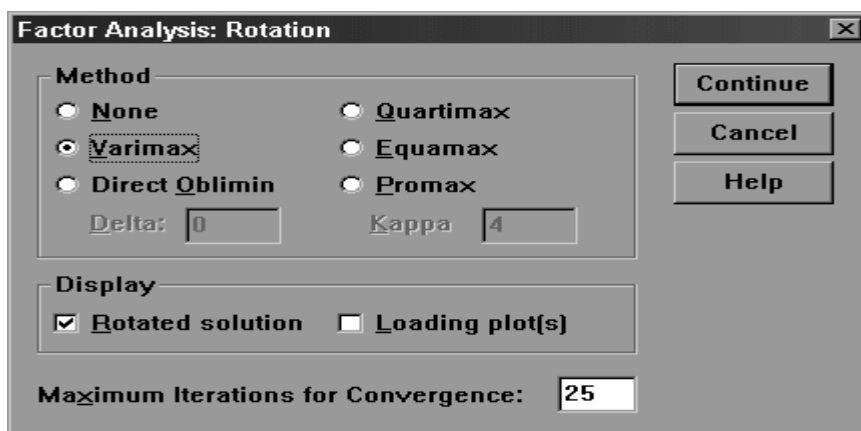 Factor Analysis: Rotation
Method
None
Quartimax
Varimax
Equamax
Direct Oblimin
Promax
Delta: 0
Kappa 4
Continue
Cancel
Help
Display
Rotated solution
Loading plot(s)
Maximum Iterations for Convergence: 25